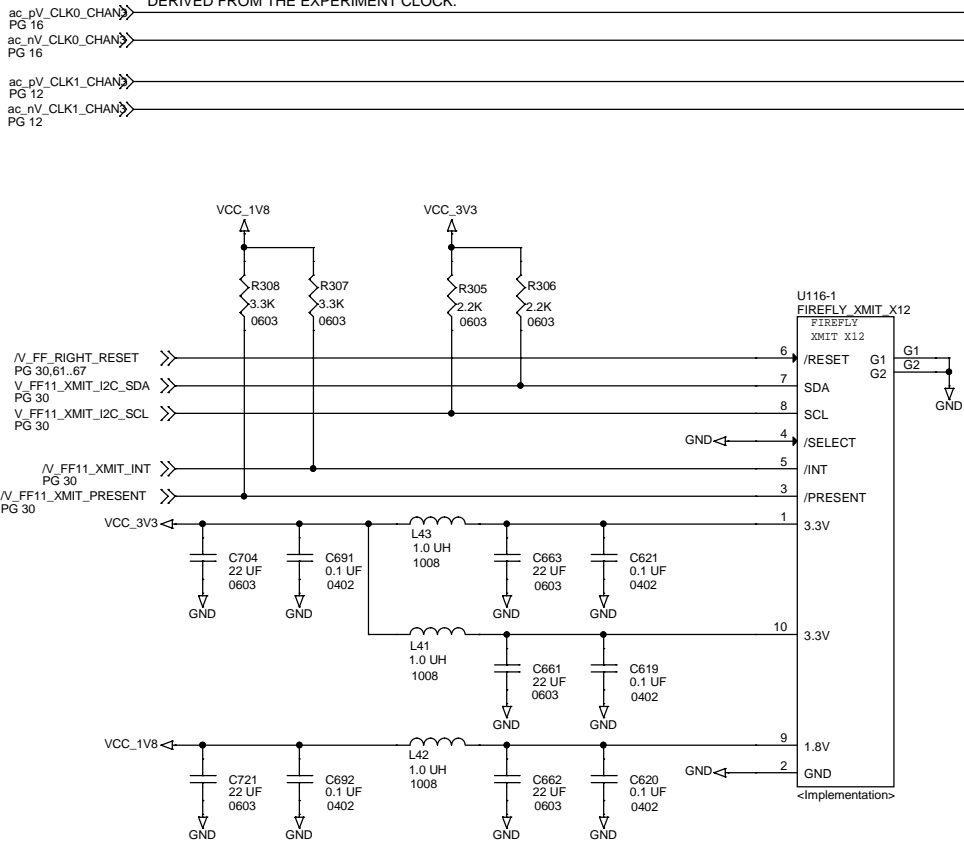 DERIVED FROM THE EXPERIMENT CLOCK.
ac_pV_CLK0_CHAN3
PG 16
ac_nV_CLK0_CHAN3
PG 16
ac_pV_CLK1_CHAN3
PG 12
ac_nV_CLK1_CHAN3
PG 12
VCC_1V8
VCC_3V3
R308
3.3K
0603
R307
3.3K
0603
R305
2.2K
0603
R306
2.2K
0603
U116-1
FIREFLY_XMIT_X12
FIREFLY
XMIT X12
/V_FF_RIGHT_RESET
PG 30,61..67
6
/RESET
G1
G1
G2
G2
GND
V_FF11_XMIT_I2C_SDA
PG 30
7
SDA
V_FF11_XMIT_I2C_SCL
PG 30
8
SCL
GND
4
/SELECT
/V_FF11_XMIT_INT
PG 30
5
/INT
/V_FF11_XMIT_PRESENT
PG 30
3
/PRESENT
VCC_3V3
L43
1.0 UH
1008
1
3.3V
C704
22 UF
0603
GND
C691
0.1 UF
0402
GND
C663
22 UF
0603
GND
C621
0.1 UF
0402
GND
L41
1.0 UH
1008
10
3.3V
C661
22 UF
0603
GND
C619
0.1 UF
0402
GND
VCC_1V8
L42
1.0 UH
1008
9
1.8V
C721
22 UF
0603
GND
C692
0.1 UF
0402
GND
C662
22 UF
0603
GND
C620
0.1 UF
0402
GND
GND
2
GND
<Implementation>